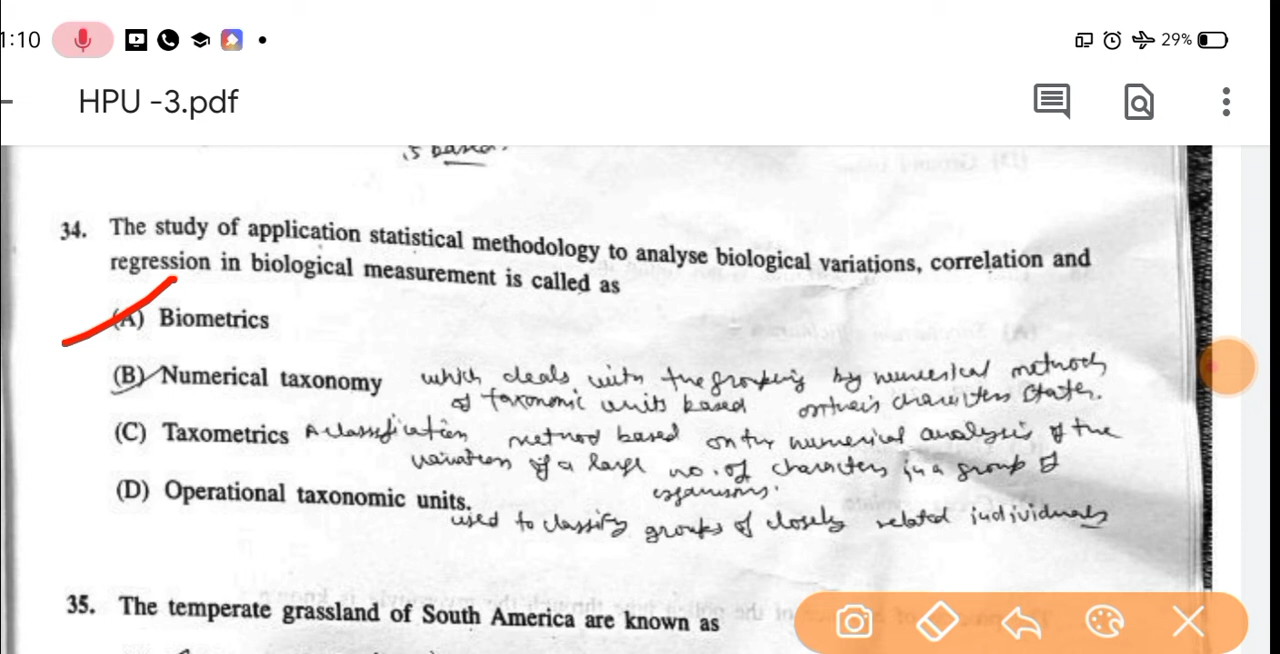 1:10
29%
HPU -3.pdf
34. The study of application statistical methodology to analyse biological variations, correlation and
regression in biological measurement is called as
(A) Biometrics
(B) Numerical taxonomy which deals with the grouping by numerical methods
of taxonomic units based on their characters state.
(C) Taxometrics A classification method based on the numerical analysis of the
variation of a large no. of characters in a group of
organisms.
(D) Operational taxonomic units.
used to classify groups of closely related individuals
35. The temperate grassland of South America are known as